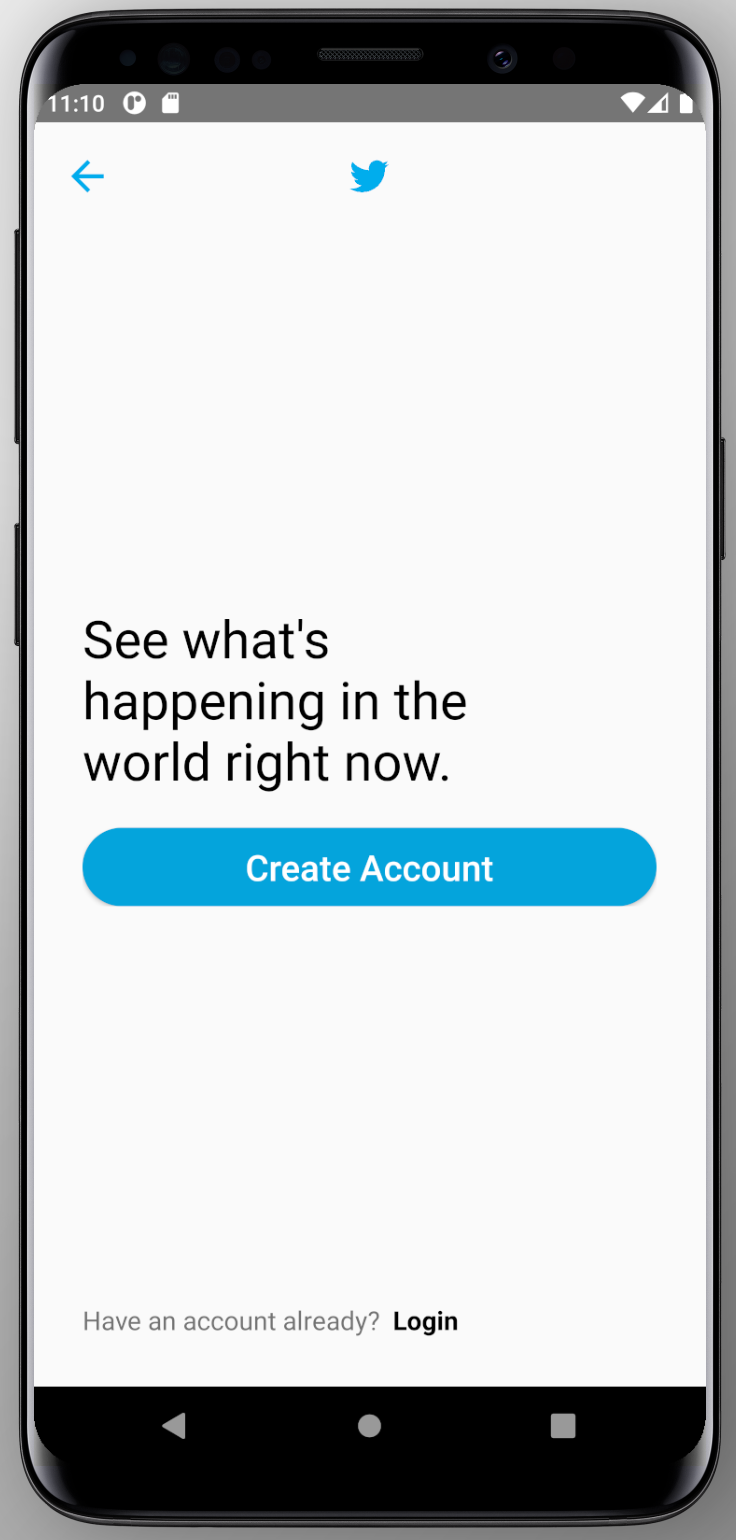 11:10
See what's
happening in the
world right now.
Create Account
Have an account already? Login